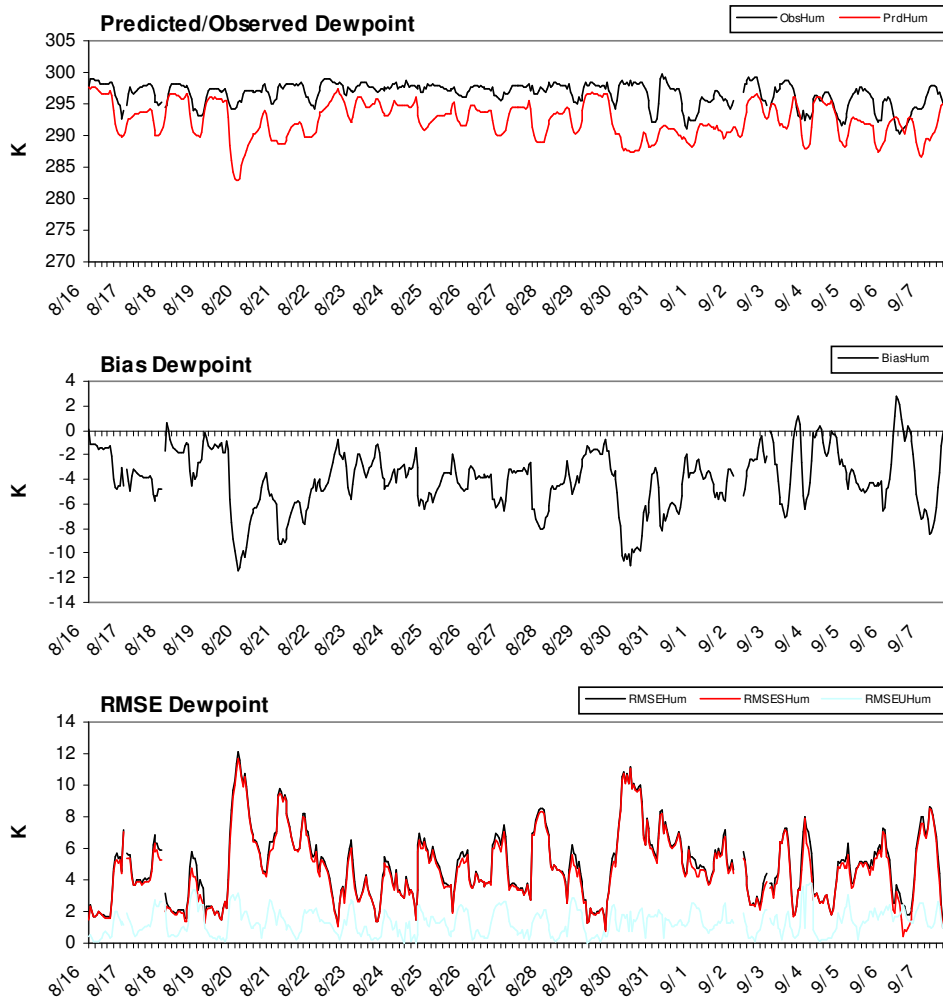 Predicted/Observed Dewpoint
ObsHum PrdHum
305
300
295
290
285
280
275
270
K
8/16 8/17 8/18 8/19 8/20 8/21 8/22 8/23 8/24 8/25 8/26 8/27 8/28 8/29 8/30 8/31 9/ 1 9/ 2 9/ 3 9/ 4 9/ 5 9/ 6 9/ 7
Bias Dewpoint
BiasHum
4
2
0
-2
-4
-6
-8
-10
-12
-14
K
8/16 8/17 8/18 8/19 8/20 8/21 8/22 8/23 8/24 8/25 8/26 8/27 8/28 8/29 8/30 8/31 9/ 1 9/ 2 9/ 3 9/ 4 9/ 5 9/ 6 9/ 7
RMSE Dewpoint
RMSEHum RMSESHum RMSEUHum
14
12
10
8
6
4
2
0
K
8/16 8/17 8/18 8/19 8/20 8/21 8/22 8/23 8/24 8/25 8/26 8/27 8/28 8/29 8/30 8/31 9/ 1 9/ 2 9/ 3 9/ 4 9/ 5 9/ 6 9/ 7